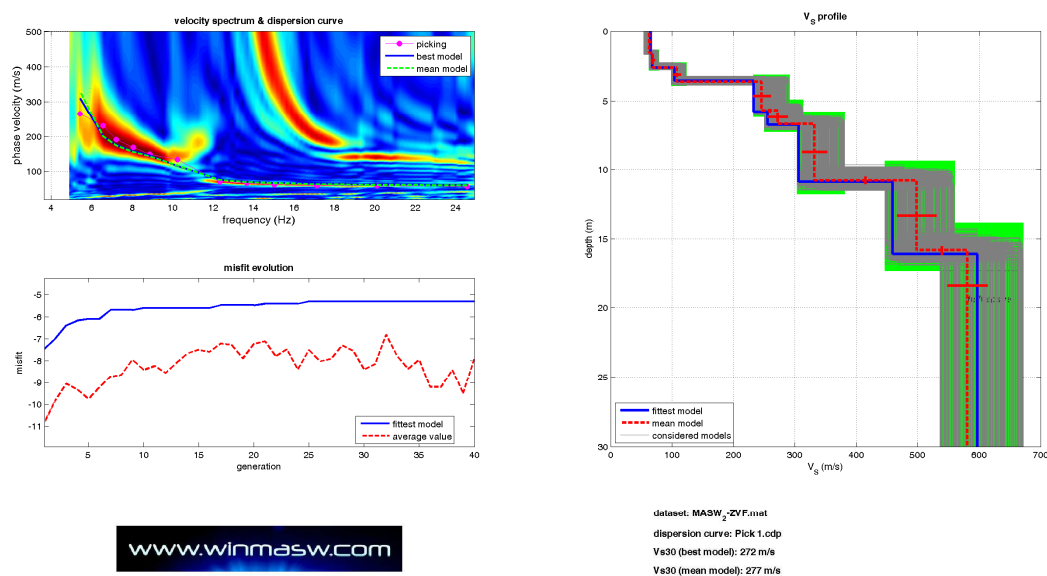 velocity spectrum & dispersion curve
500
400
300
200
100
phase velocity (m/s)
picking
best model
mean model
4 6 8 10 12 14 16 18 20 22 24
frequency (Hz)
misfit evolution
-5
-6
-7
-8
-9
-10
-11
misfit
fittest model
average value
5 10 15 20 25 30 35 40
generation
www.winmasw.com
VS profile
0
5
10
15
20
25
30
depth (m)
fittest model
mean model
considered models
0 100 200 300 400 500 600 700
VS (m/s)
dataset: MASW2-ZVF.mat
dispersion curve: Pick1.cdp
Vs30 (best model): 272 m/s
Vs30 (mean model): 277 m/s